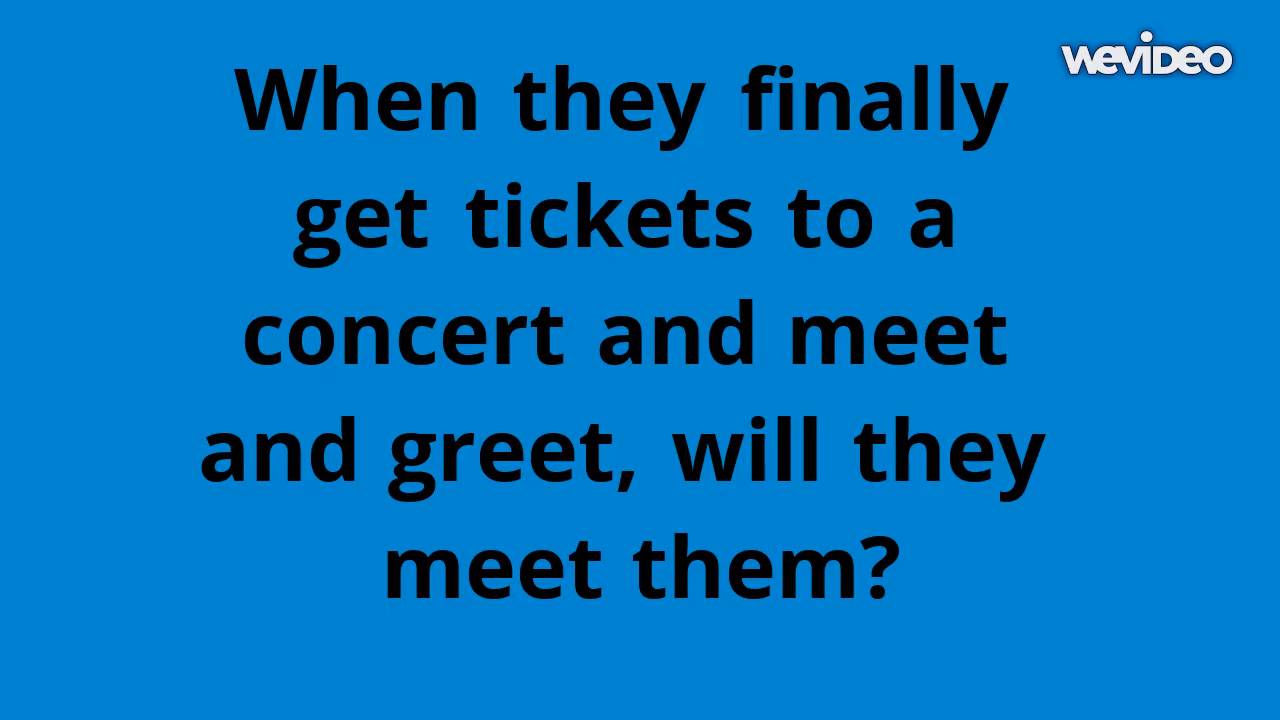 wevideo
When they finally
get tickets to a
concert and meet
and greet, will they
meet them?